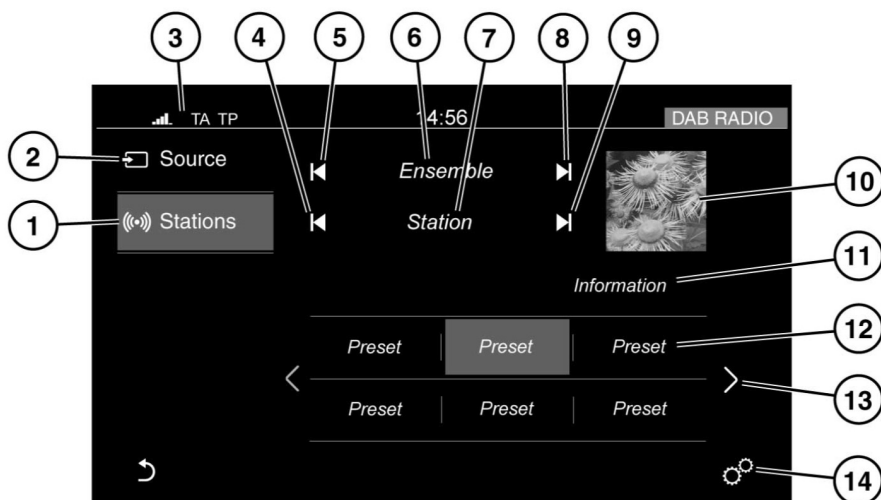 3 4 5 6 7 8 9
TA TP 14:56 DAB RADIO
2 Source Ensemble 10
1 Stations Station
Information 11
Preset Preset Preset 12
13
Preset Preset Preset
14